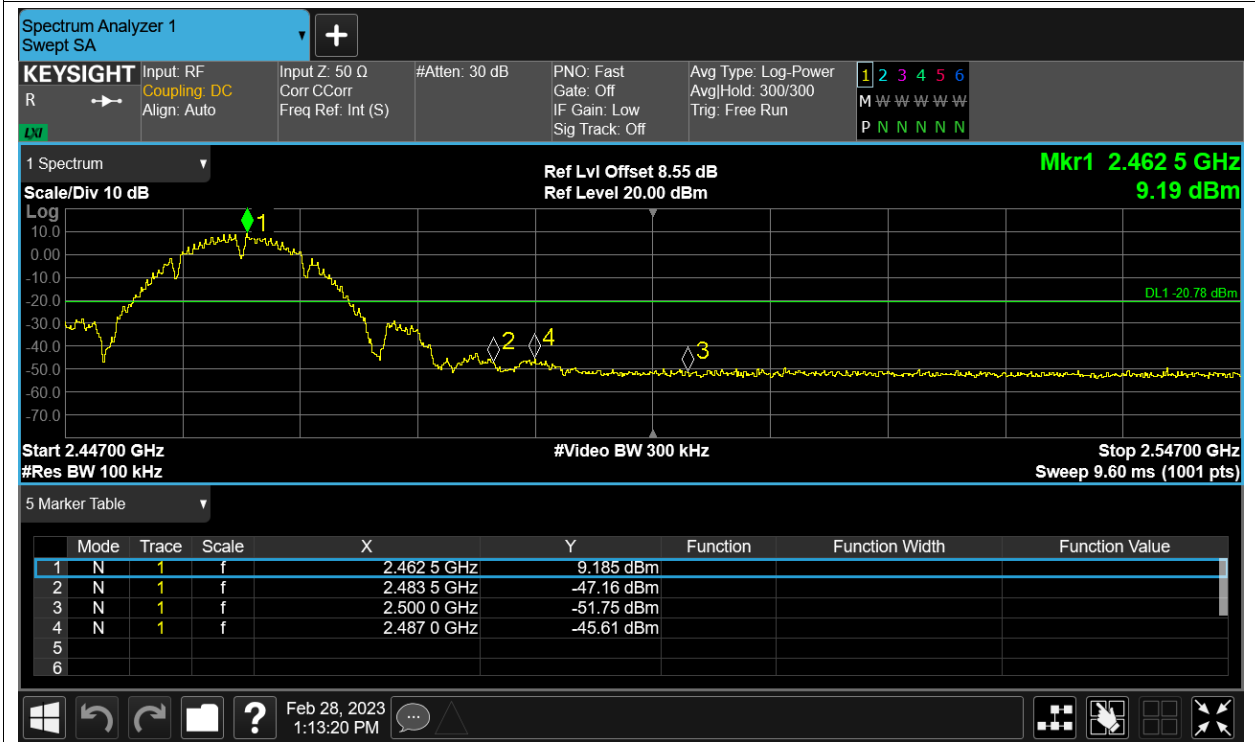 Spectrum Analyzer 1
Swept SA
+
KEYSIGHT Input: RF Input Z: 50 Ω #Atten: 30 dB PNO: Fast Avg Type: Log-Power 1 2 3 4 5 6
R Coupling: DC Corr CCorr Gate: Off Avg|Hold: 300/300 M W W W W W
Align: Auto Freq Ref: Int (S) IF Gain: Low Trig: Free Run
LXI Sig Track: Off P N N N N N
1 Spectrum Ref Lvl Offset 8.55 dB Mkr1 2.462 5 GHz
Scale/Div 10 dB Ref Level 20.00 dBm 9.19 dBm
Log
1
10.0
0.00
-10.0
-20.0 DL1 -20.78 dBm
-30.0
-40.0 2 4 3
-50.0
-60.0
-70.0
Start 2.44700 GHz #Video BW 300 kHz Stop 2.54700 GHz
#Res BW 100 kHz Sweep 9.60 ms (1001 pts)
5 Marker Table
Mode Trace Scale X Y Function Function Width Function Value
1 N 1 f 2.462 5 GHz 9.185 dBm
2 N 1 f 2.483 5 GHz -47.16 dBm
3 N 1 f 2.500 0 GHz -51.75 dBm
4 N 1 f 2.487 0 GHz -45.61 dBm
5
6
? Feb 28, 2023
1:13:20 PM